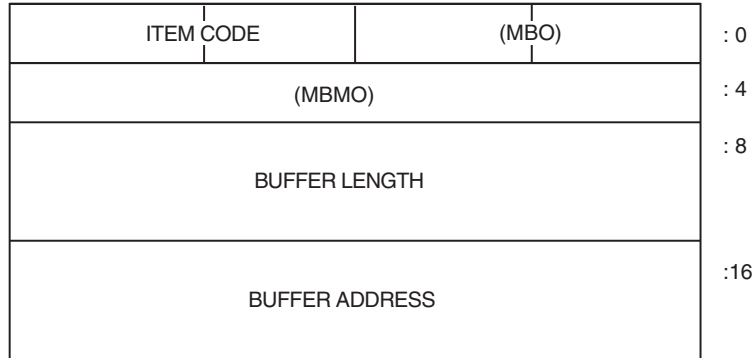 ITEM CODE (MBO) : 0
(MBMO) : 4
BUFFER LENGTH : 8
BUFFER ADDRESS :16